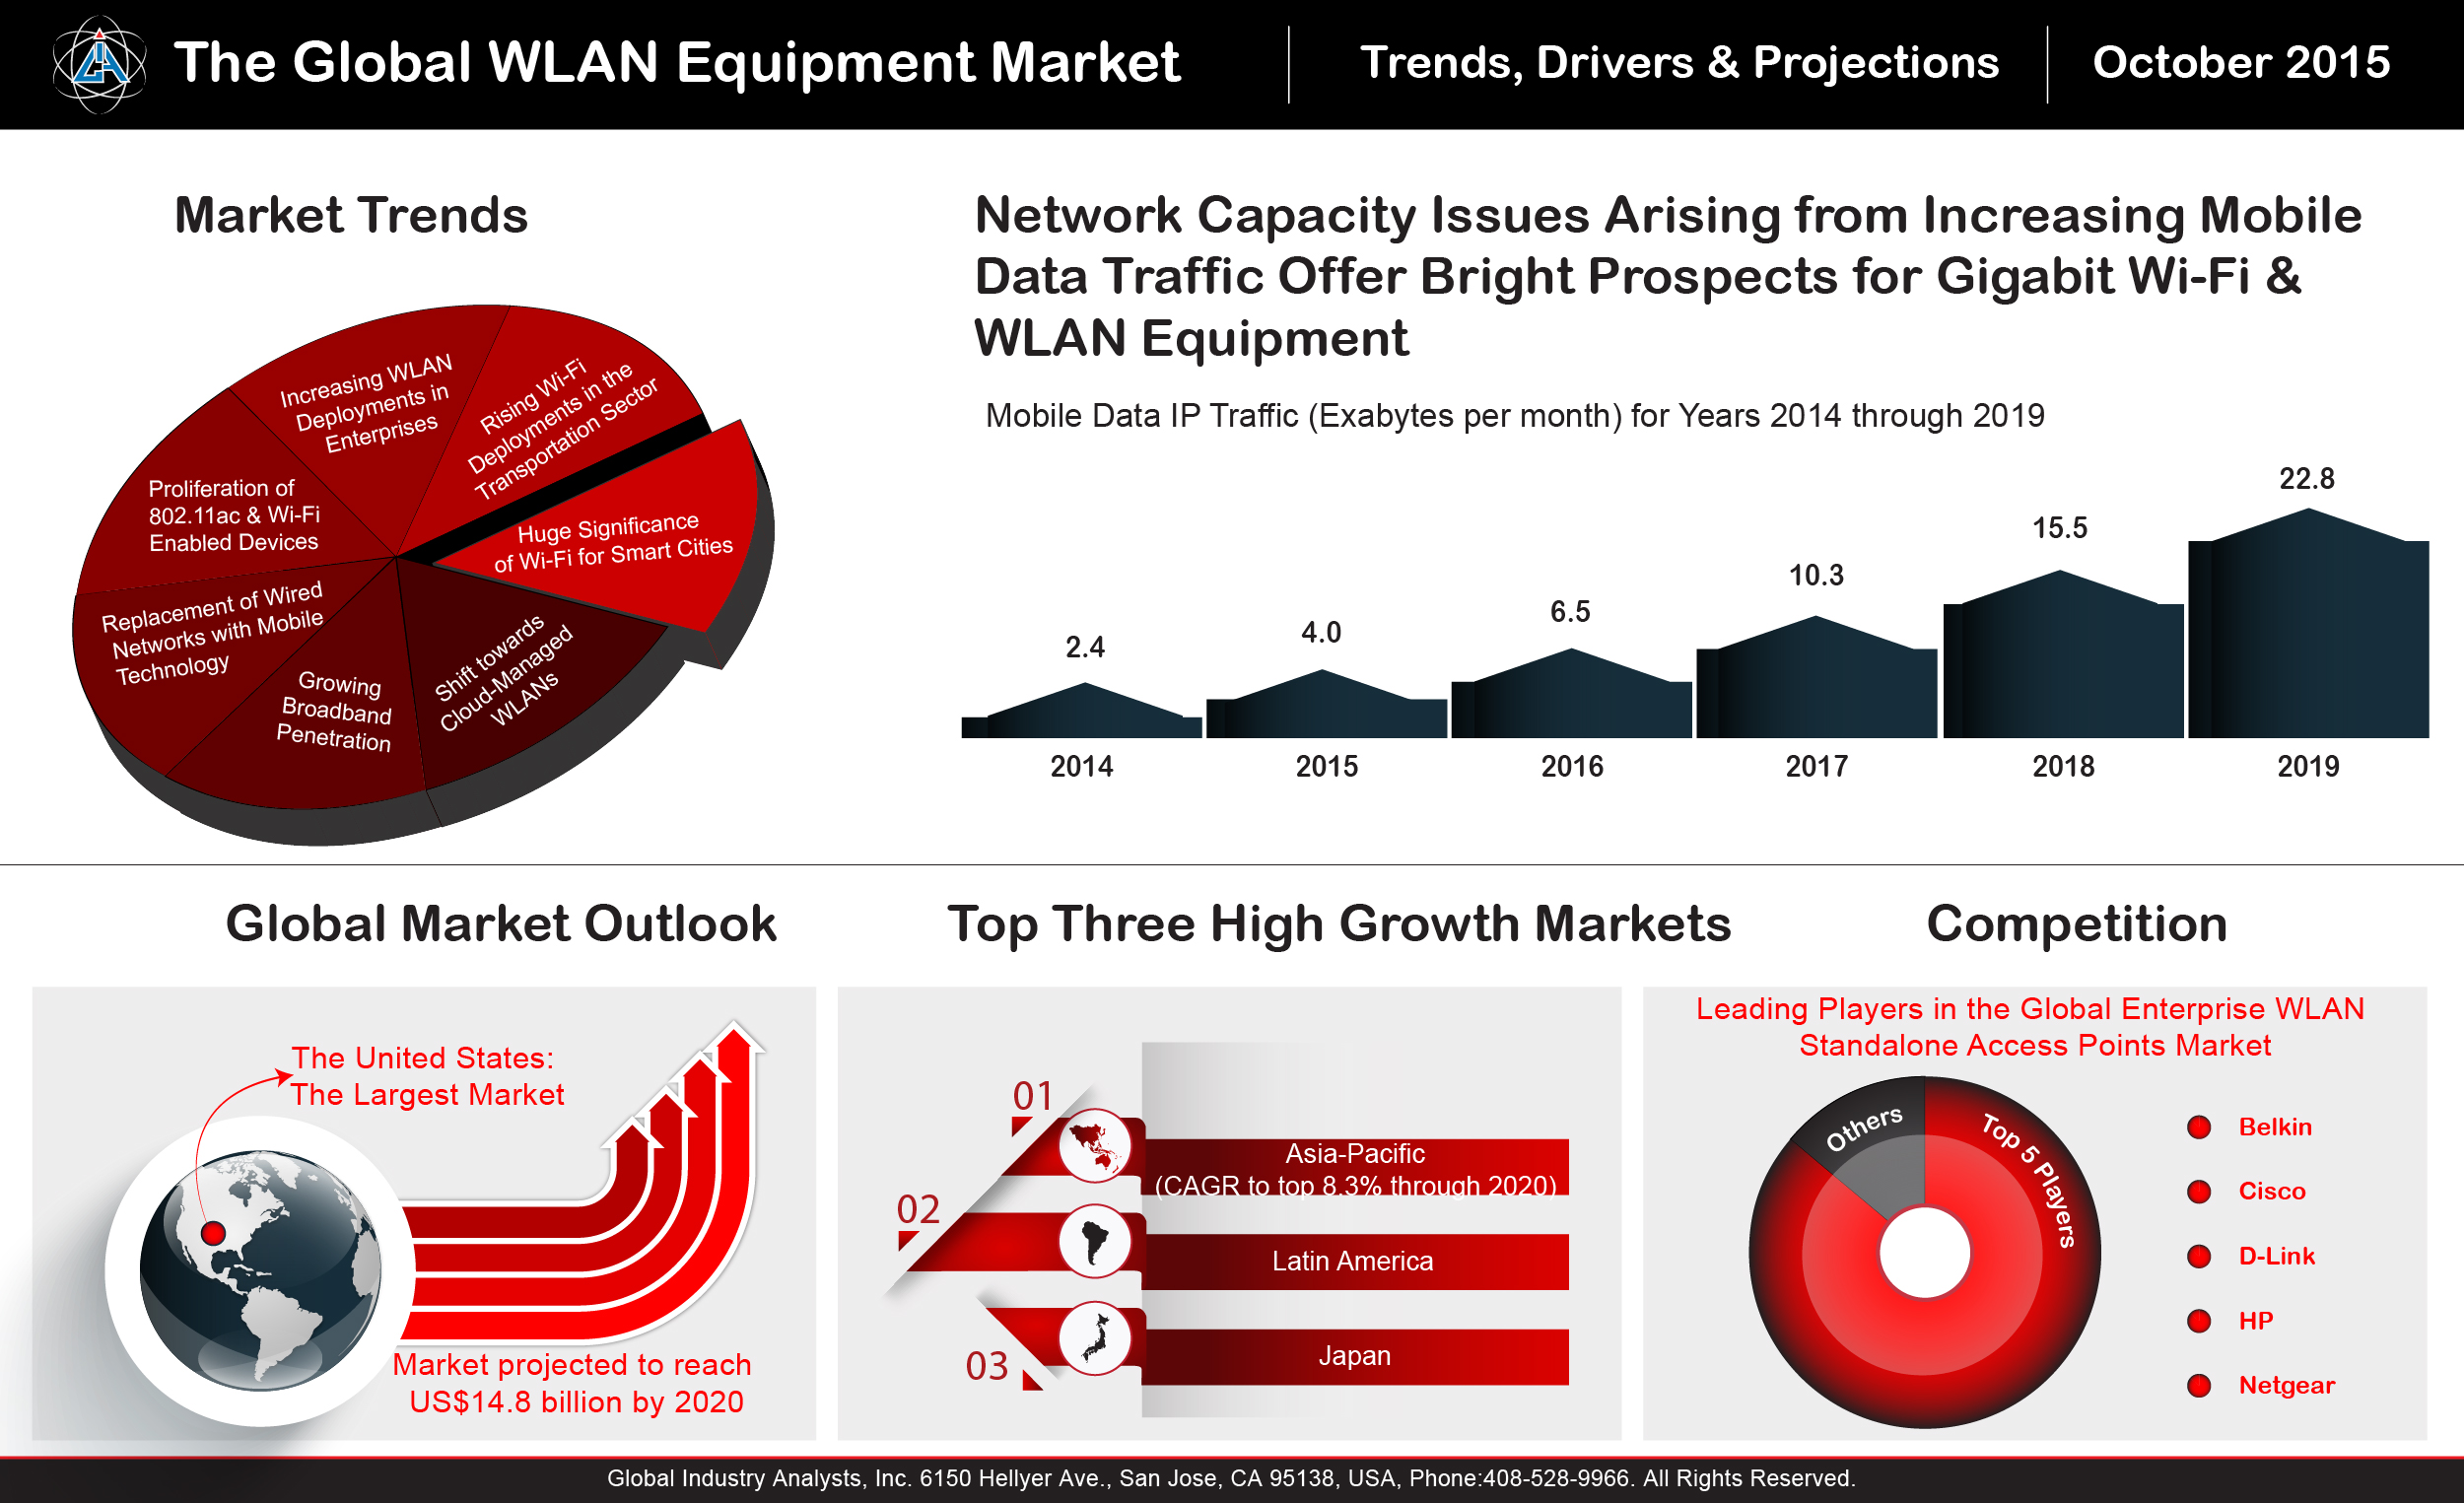 The Global WLAN Equipment Market
Trends, Drivers & Projections
October 2015
Market Trends
Increasing WLAN
Deployments in
Enterprises
Rising Wi-Fi
Deployments in the
Transportation Sector
Huge Significance
of Wi-Fi for Smart Cities
Proliferation of
802.11ac & Wi-Fi
Enabled Devices
Replacement of Wired
Networks with Mobile
Technology
Growing
Broadband
Penetration
Shift towards
Cloud-Managed
WLANs
Network Capacity Issues Arising from Increasing Mobile
Data Traffic Offer Bright Prospects for Gigabit Wi-Fi &
WLAN Equipment
Mobile Data IP Traffic (Exabytes per month) for Years 2014 through 2019
2.4
4.0
6.5
10.3
15.5
22.8
2014
2015
2016
2017
2018
2019
Global Market Outlook
The United States:
The Largest Market
Market projected to reach
US$14.8 billion by 2020
Top Three High Growth Markets
01
Asia-Pacific
(CAGR to top 8.3% through 2020)
02
Latin America
03
Japan
Competition
Leading Players in the Global Enterprise WLAN
Standalone Access Points Market
Others
Top 5 Players
Belkin
Cisco
D-Link
HP
Netgear
Global Industry Analysts, Inc. 6150 Hellyer Ave., San Jose, CA 95138, USA, Phone:408-528-9966. All Rights Reserved.